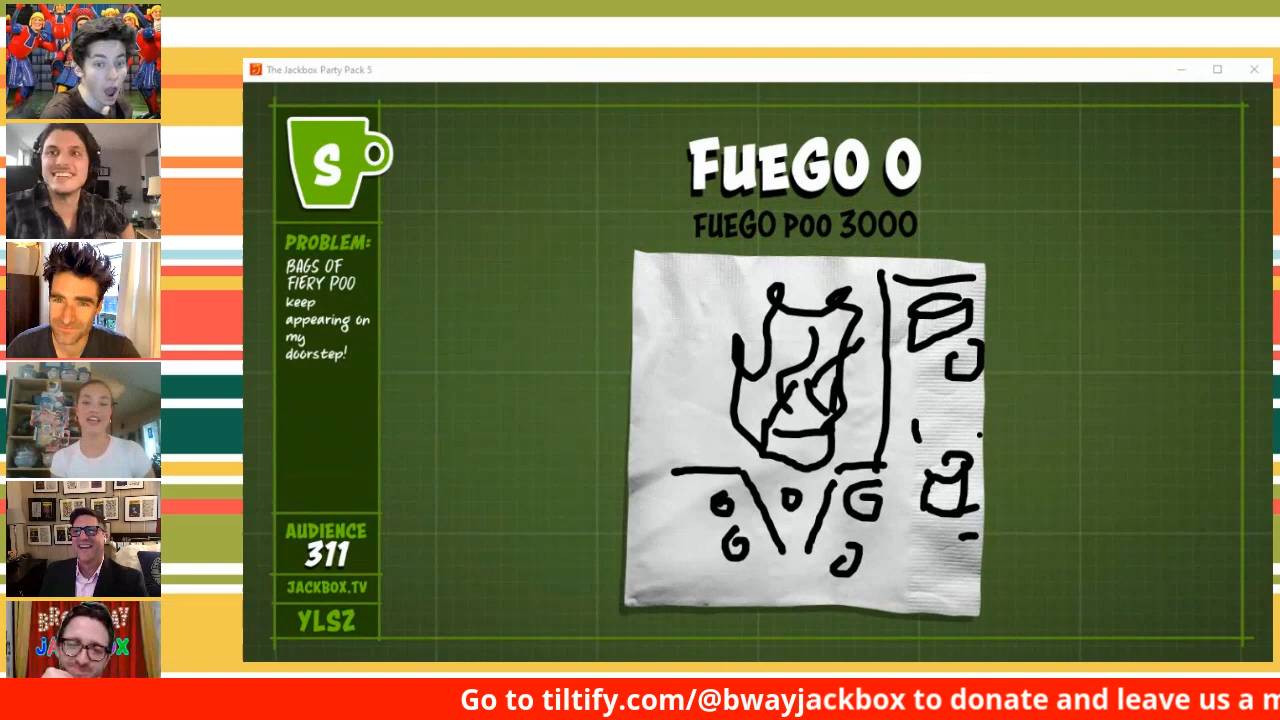 The Jackbox Party Pack 5
S
FUEGO O
FUEGO POO 3000
PROBLEM:
BAGS OF
FIERY POO
keep
appearing on
my
doorstep!
AUDIENCE
311
JACKBOX.TV
YLSZ
Go to tiltify.com/@bwayjackbox to donate and leave us a m